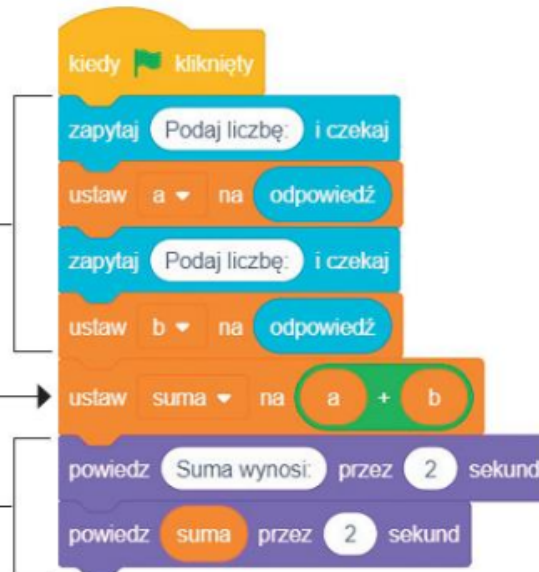 kiedy kliknięty
zapytaj Podaj liczbę: i czekaj
ustaw a na odpowiedź
zapytaj Podaj liczbę: i czekaj
ustaw b na odpowiedź
ustaw suma na a + b
powiedz Suma wynosi: przez 2 sekund
powiedz suma przez 2 sekund